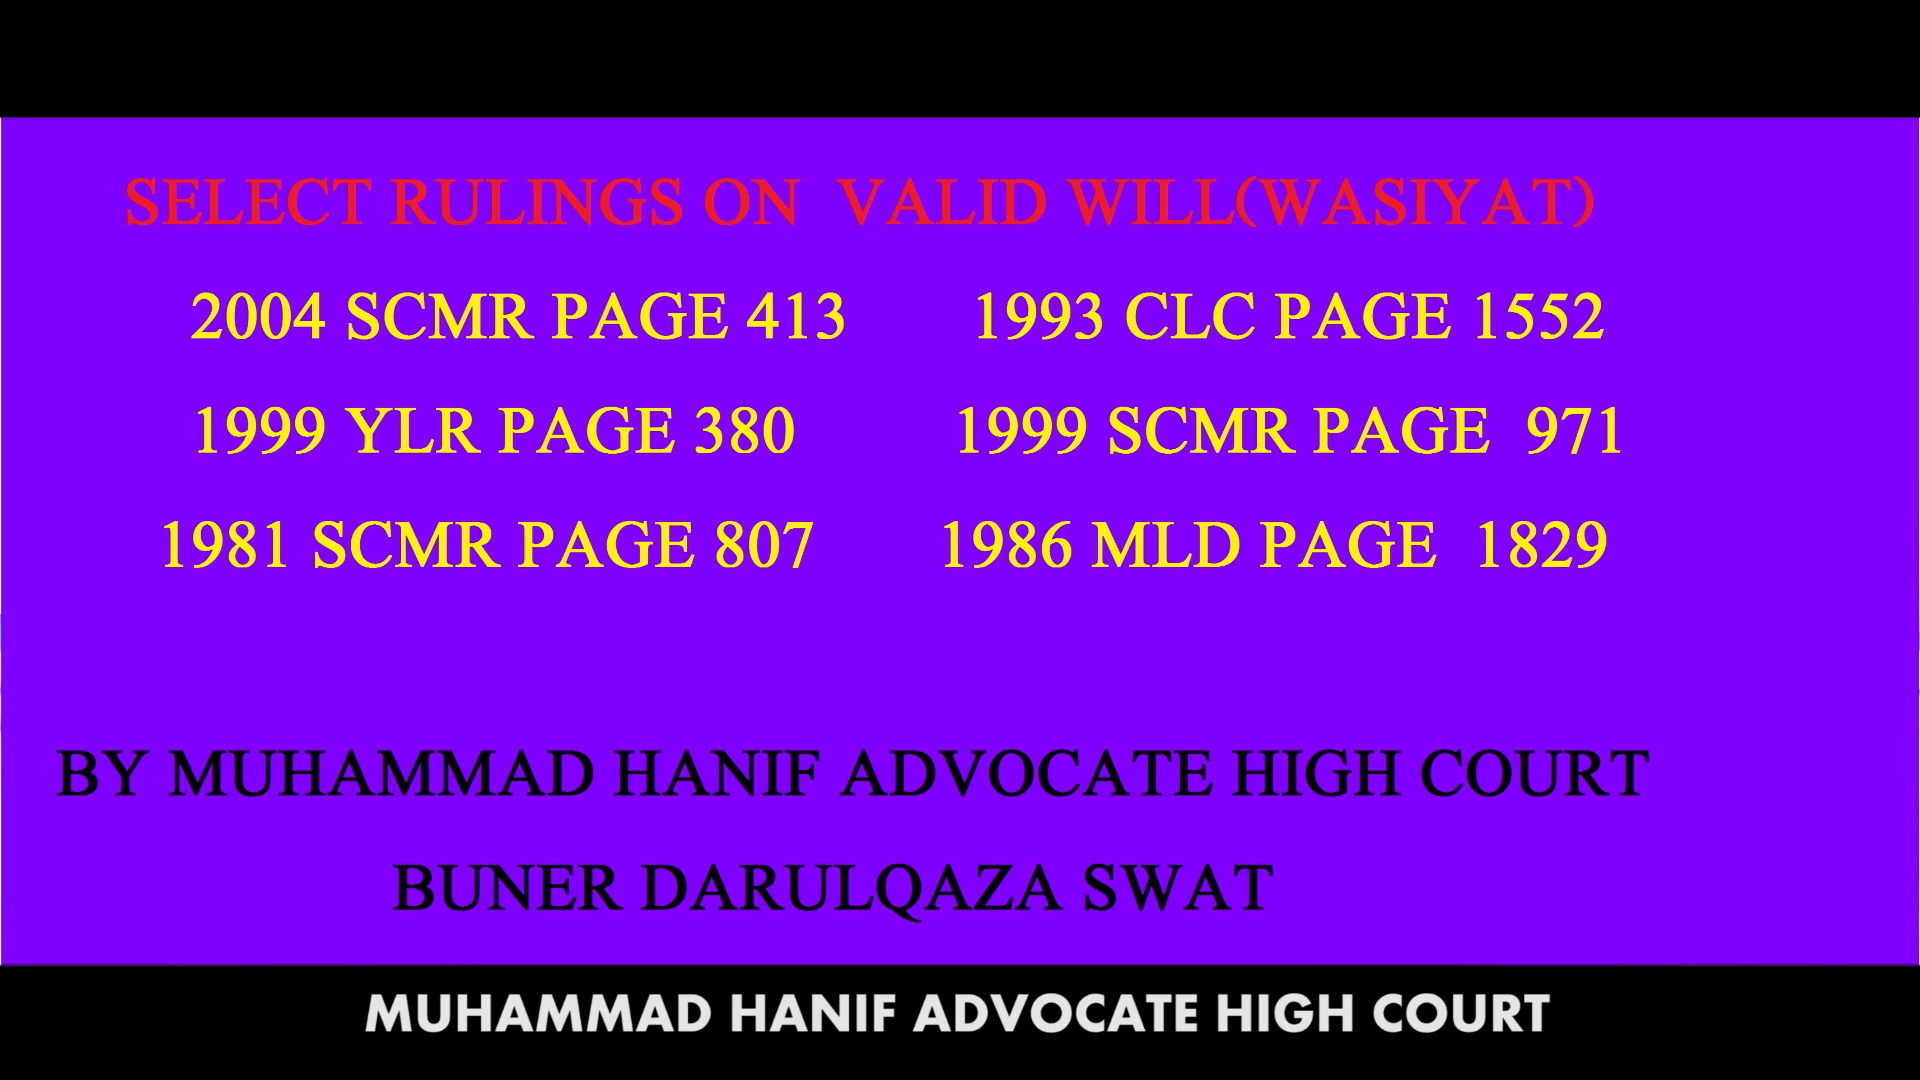 SELECT RULINGS ON VALID WILL(WASIYAT)
2004 SCMR PAGE 413 1993 CLC PAGE 1552
1999 YLR PAGE 380 1999 SCMR PAGE 971
1981 SCMR PAGE 807 1986 MLD PAGE 1829
BY MUHAMMAD HANIF ADVOCATE HIGH COURT
BUNER DARULQAZA SWAT
MUHAMMAD HANIF ADVOCATE HIGH COURT